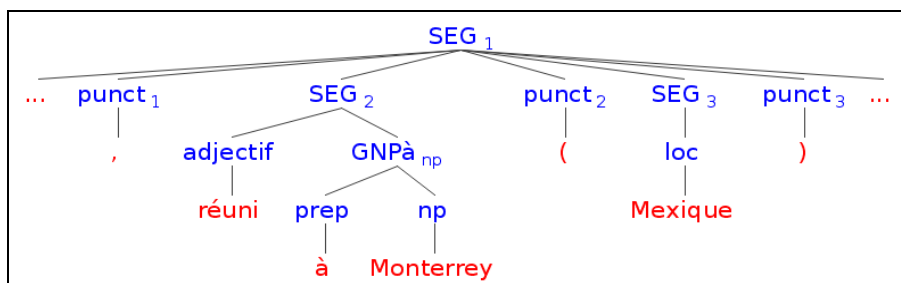 SEG 1
... punct 1 SEG 2 punct 2 SEG 3 punct 3 ...
, adjectif GNPà np ( loc )
réuni prep np Mexique
à Monterrey